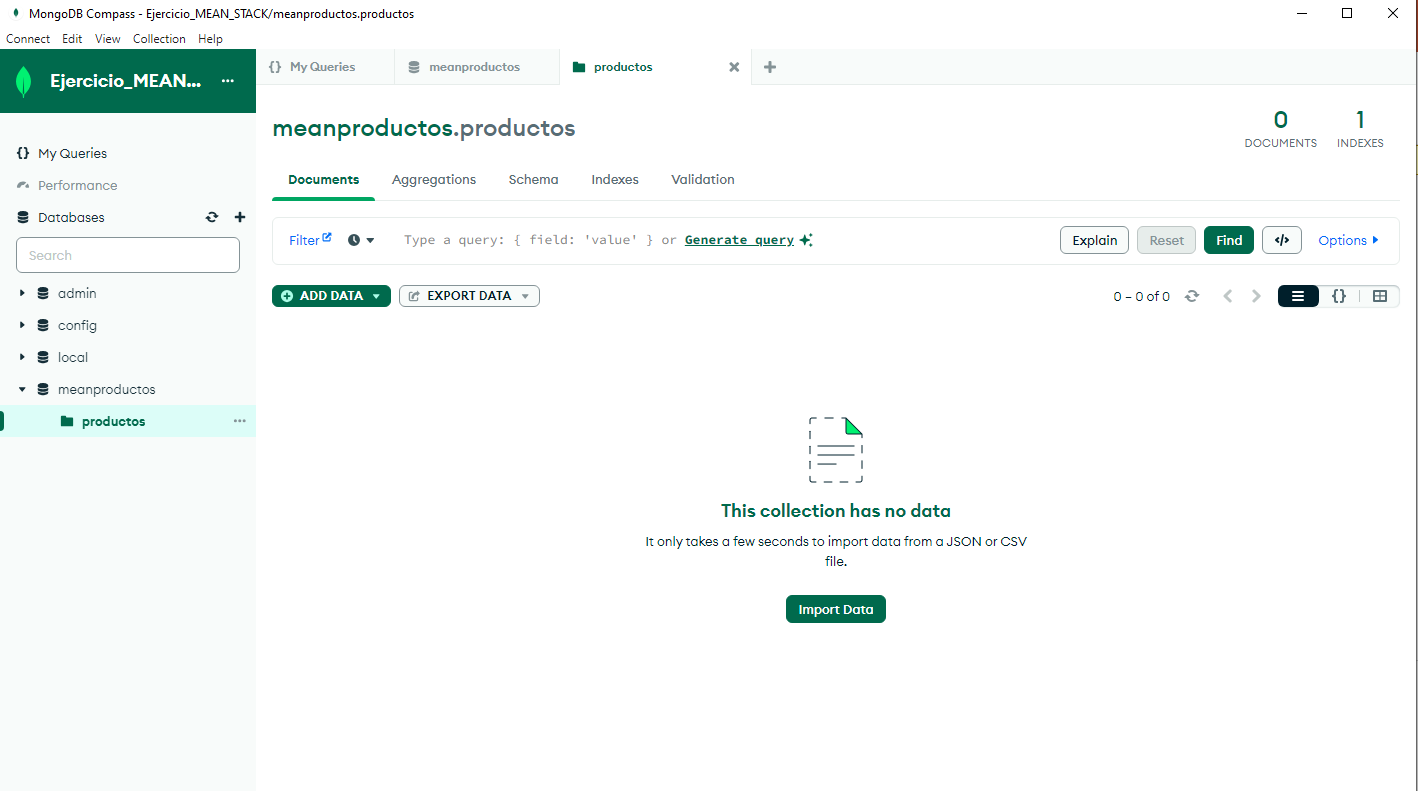 MongoDB Compass - Ejercicio_MEAN_STACK/meanproductos.productos
Connect Edit View Collection Help
Ejercicio_MEAN... ...
{} My Queries
meanproductos
productos
My Queries
Performance
Databases
Search
admin
config
local
meanproductos
productos
meanproductos.productos
0
DOCUMENTS
1
INDEXES
Documents Aggregations Schema Indexes Validation
Filter
Type a query: { field: 'value' } or Generate query
Explain Reset Find </> Options
ADD DATA EXPORT DATA
0 – 0 of 0
{}
This collection has no data
It only takes a few seconds to import data from a JSON or CSV
file.
Import Data